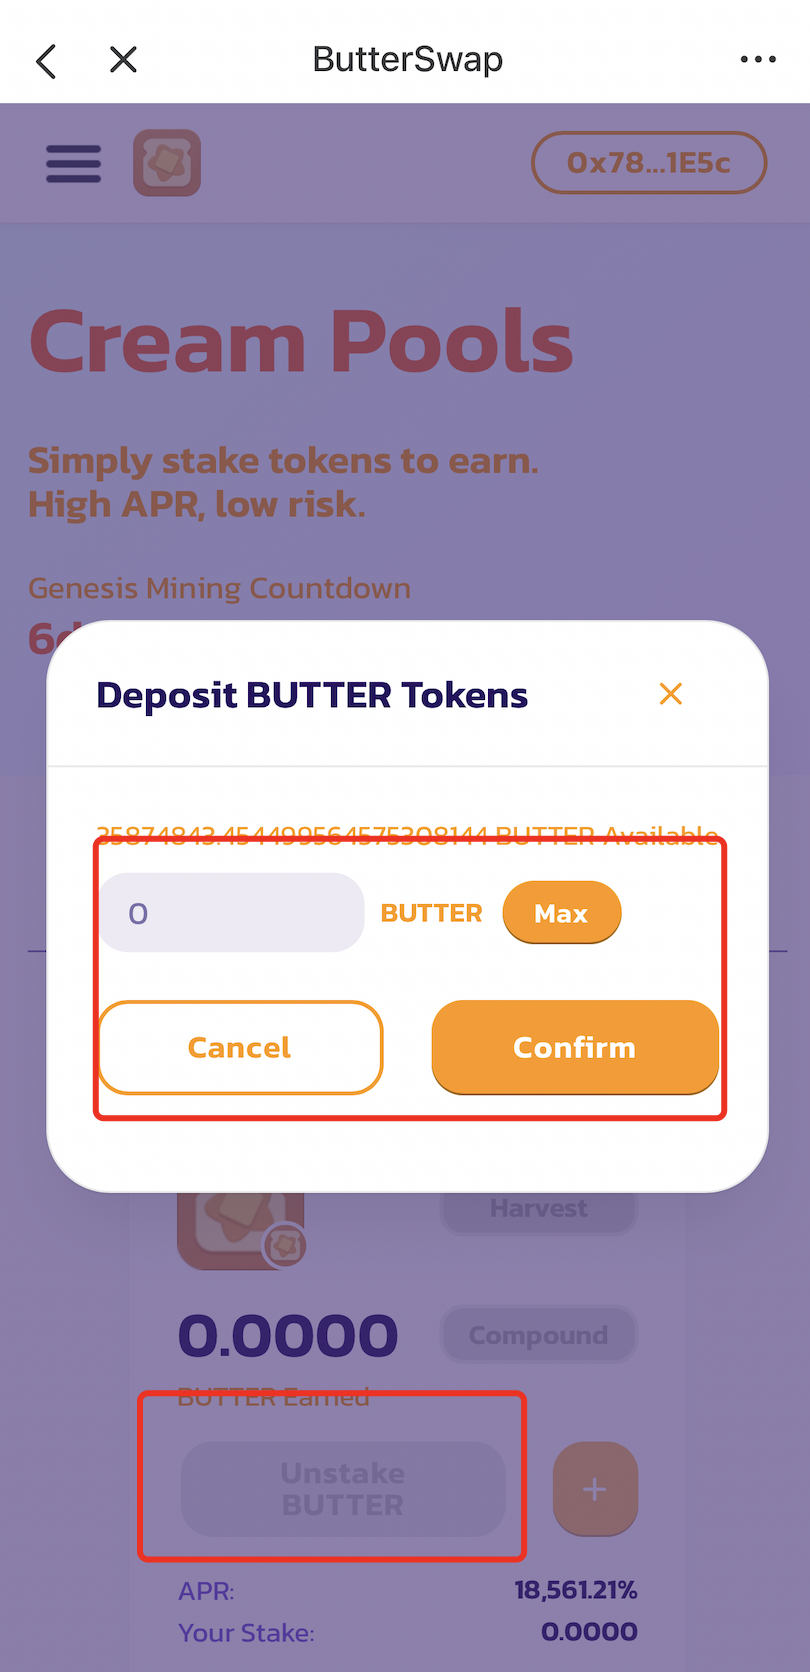 ButterSwap
0x78...1E5c
Cream Pools
Simply stake tokens to earn.
High APR, low risk.
Genesis Mining Countdown
6d
Deposit BUTTER Tokens
35874843.454499564575308144 BUTTER Available
0 BUTTER Max
Cancel Confirm
Harvest
0.0000 Compound
BUTTER Earned
Unstake
BUTTER
+
APR: 18,561.21%
Your Stake: 0.0000